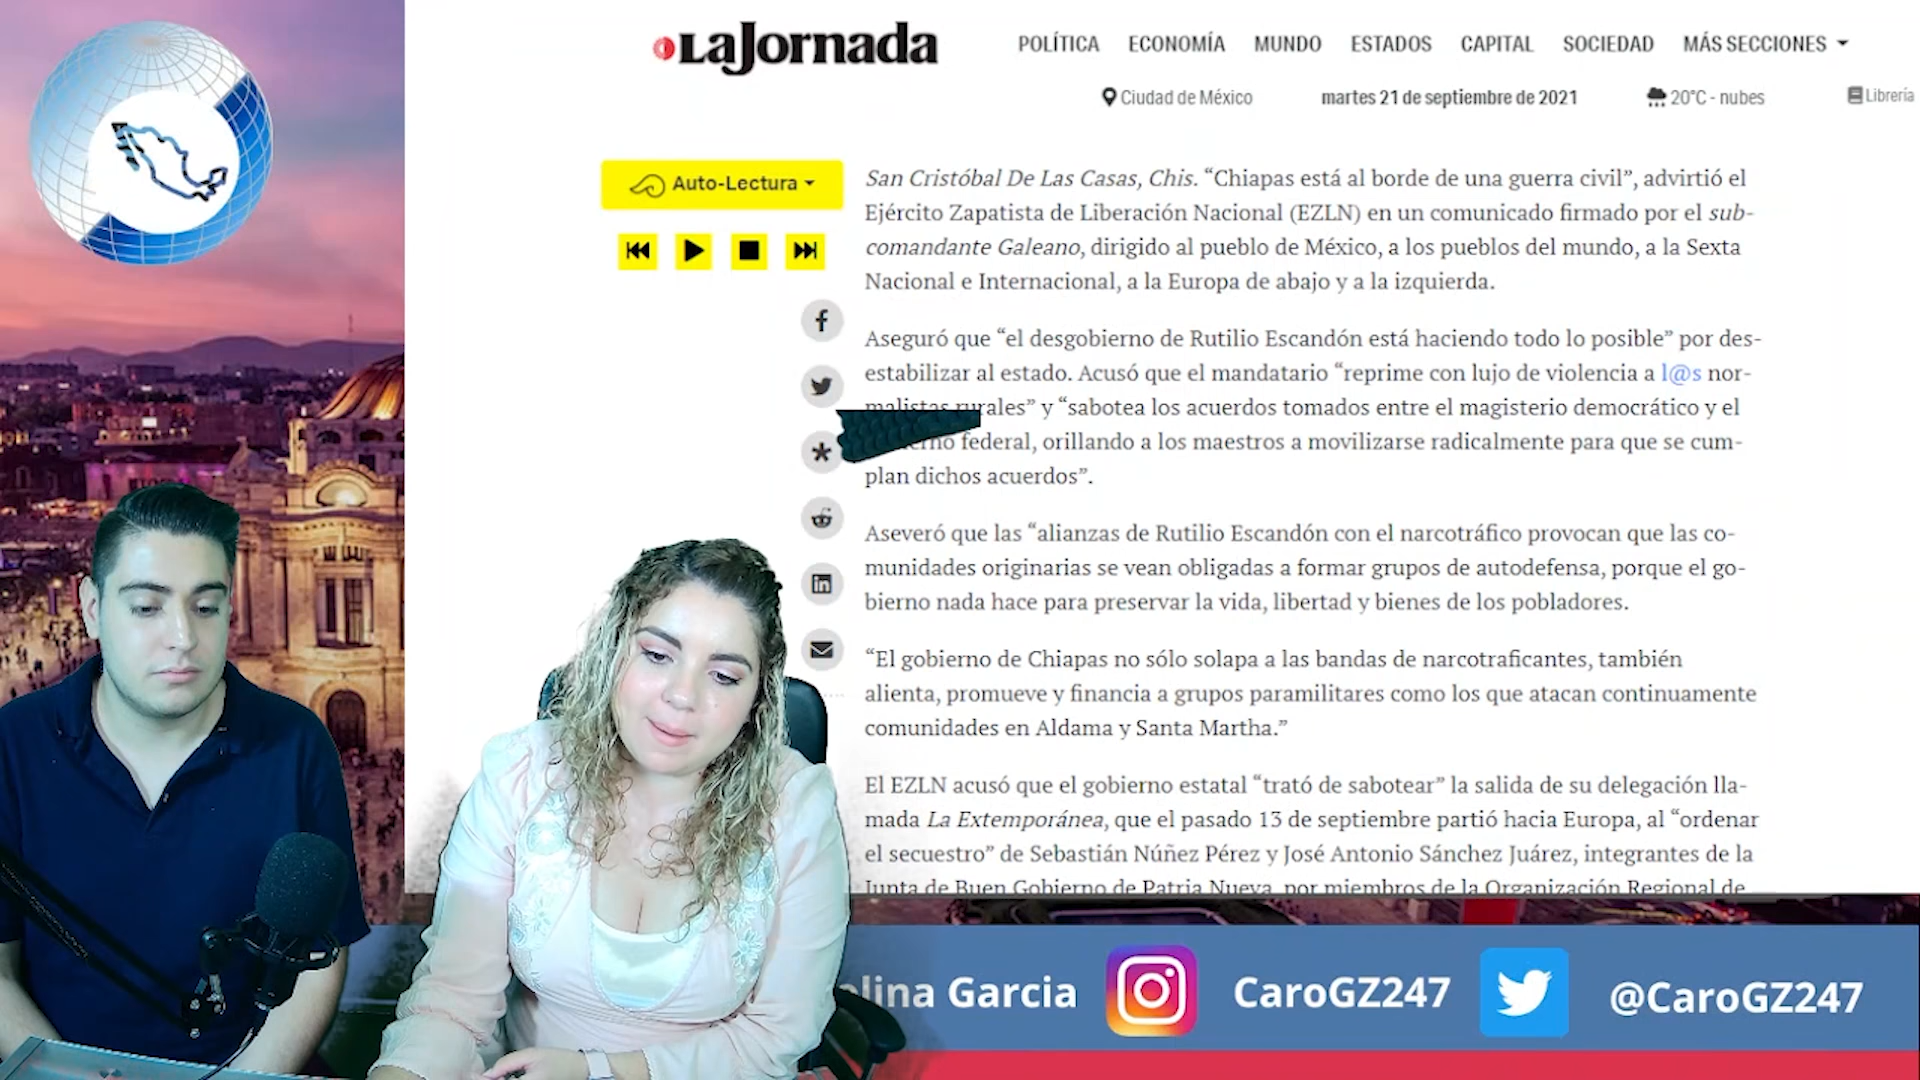 LaJornada
POLÍTICA ECONOMÍA MUNDO ESTADOS CAPITAL SOCIEDAD MÁS SECCIONES
Ciudad de México martes 21 de septiembre de 2021 20°C - nubes Librería
Auto-Lectura
San Cristóbal De Las Casas, Chis. “Chiapas está al borde de una guerra civil”, advirtió el
Ejército Zapatista de Liberación Nacional (EZLN) en un comunicado firmado por el sub-
comandante Galeano, dirigido al pueblo de México, a los pueblos del mundo, a la Sexta
Nacional e Internacional, a la Europa de abajo y a la izquierda.
Aseguró que “el desgobierno de Rutilio Escandón está haciendo todo lo posible” por des-
estabilizar al estado. Acusó que el mandatario “reprime con lujo de violencia a l@s nor-
malistas rurales” y “sabotea los acuerdos tomados entre el magisterio democrático y el
federal, orillando a los maestros a movilizarse radicalmente para que se cum-
plan dichos acuerdos”.
Aseveró que las “alianzas de Rutilio Escandón con el narcotráfico provocan que las co-
munidades originarias se vean obligadas a formar grupos de autodefensa, porque el go-
bierno nada hace para preservar la vida, libertad y bienes de los pobladores.
“El gobierno de Chiapas no sólo solapa a las bandas de narcotraficantes, también
alienta, promueve y financia a grupos paramilitares como los que atacan continuamente
comunidades en Aldama y Santa Martha.”
El EZLN acusó que el gobierno estatal “trató de sabotear” la salida de su delegación lla-
mada La Extemporánea, que el pasado 13 de septiembre partió hacia Europa, al “ordenar
el secuestro” de Sebastián Núñez Pérez y José Antonio Sánchez Juárez, integrantes de la
Junta de Buen Gobierno de Patria Nueva, por miembros de la Organización Regional de
olina Garcia CaroGZ247 @CaroGZ247